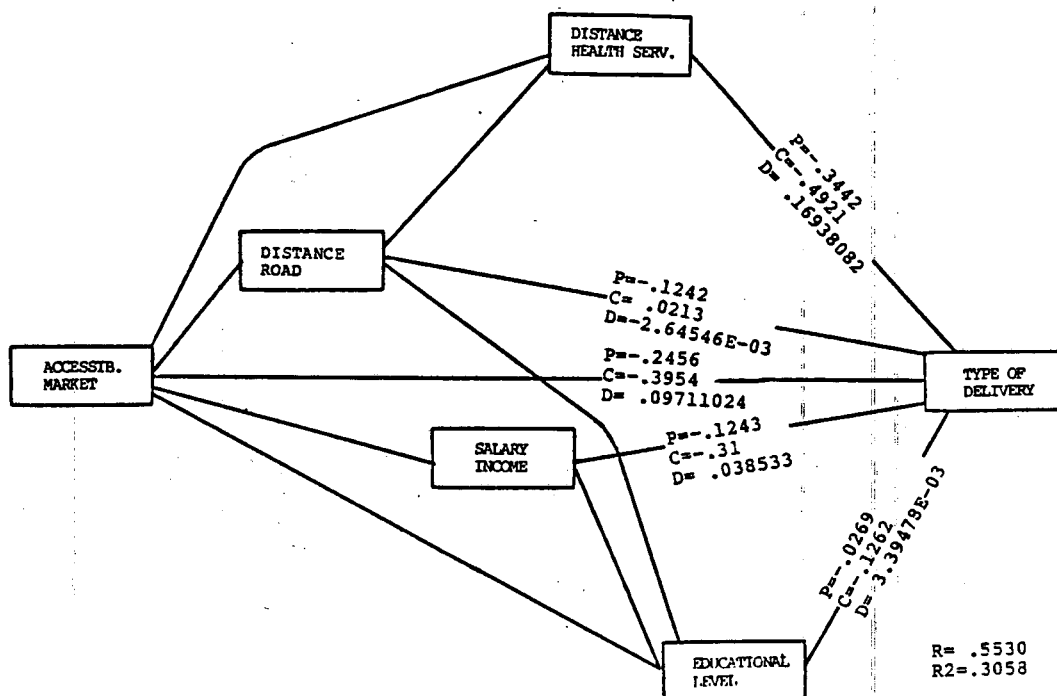 DISTANCE
HEALTH SERV.
P=-.3442
C=-.4921
D= .16938082
DISTANCE
ROAD
P=-.1242
C= .0213
D=-2.64546E-03
ACCESSIB.
MARKET
P=-.2456
C=-.3954
D= .09711024
TYPE OF
DELIVERY
SALARY
INCOME
P=-.1243
C=-.31
D= .038533
P=-.0269
C=-.1262
D= 3.39478E-03
EDUCATIONAL
LEVEL.
R= .5530
R2=.3058